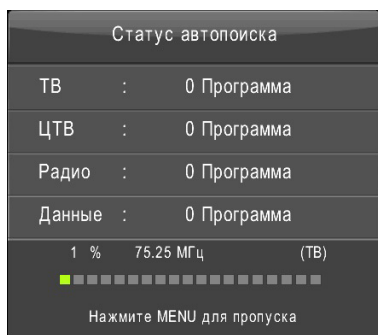 Статус автопоиска
ТВ : 0 Программа
ЦТВ : 0 Программа
Радио : 0 Программа
Данные : 0 Программа
1 % 75.25 МГц (ТВ)
Нажмите MENU для пропуска